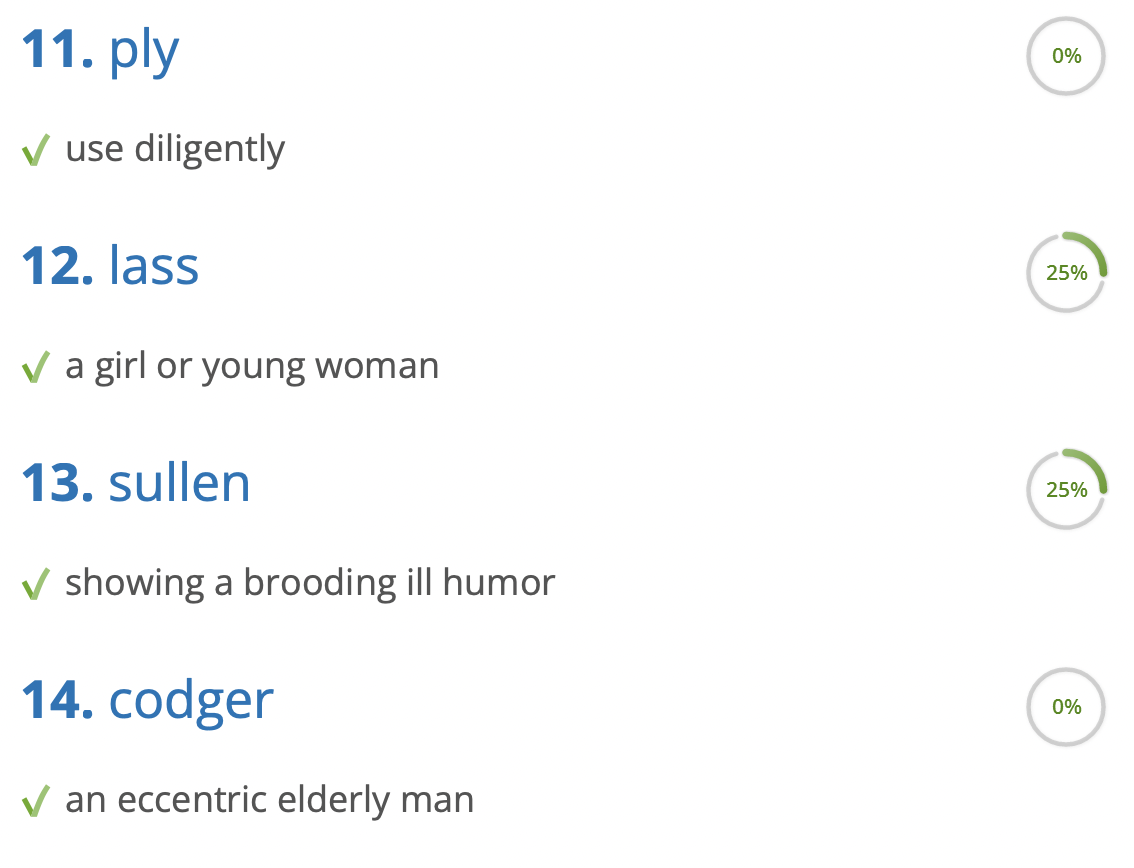 11. ply
0%
use diligently
12. lass
25%
a girl or young woman
13. sullen
25%
showing a brooding ill humor
14. codger
0%
an eccentric elderly man